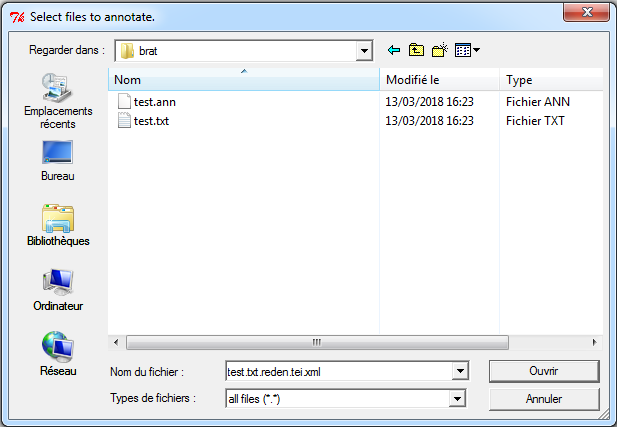 Select files to annotate.
Regarder dans : brat
Nom Modifié le Type
test.ann 13/03/2018 16:23 Fichier ANN
test.txt 13/03/2018 16:23 Fichier TXT
Emplacements
récents
Bureau
Bibliothèques
Ordinateur
Réseau
Nom du fichier : test.txt.reden.tei.xml Ouvrir
Types de fichiers : all files (*.*) Annuler